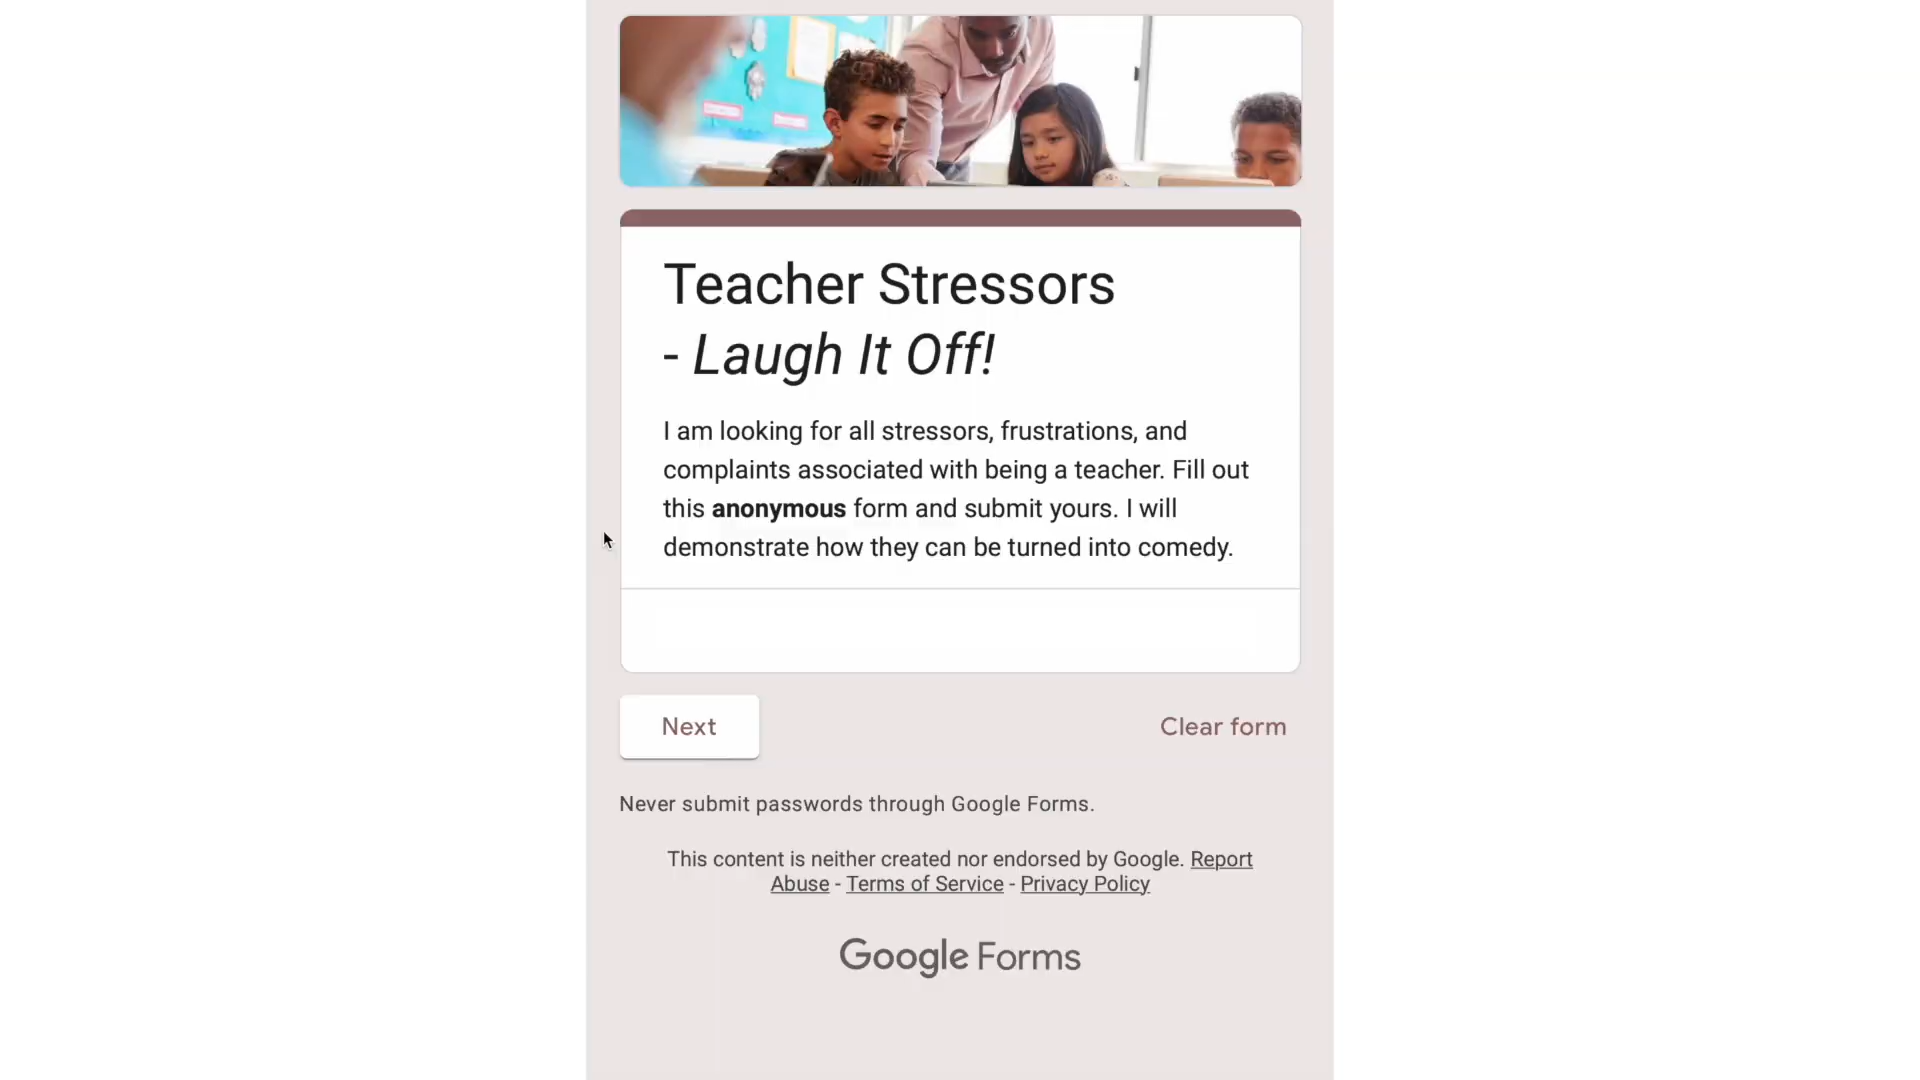 Teacher Stressors
- Laugh It Off!
I am looking for all stressors, frustrations, and
complaints associated with being a teacher. Fill out
this anonymous form and submit yours. I will
demonstrate how they can be turned into comedy.
Next
Clear form
Never submit passwords through Google Forms.
This content is neither created nor endorsed by Google. Report
Abuse - Terms of Service - Privacy Policy
Google Forms